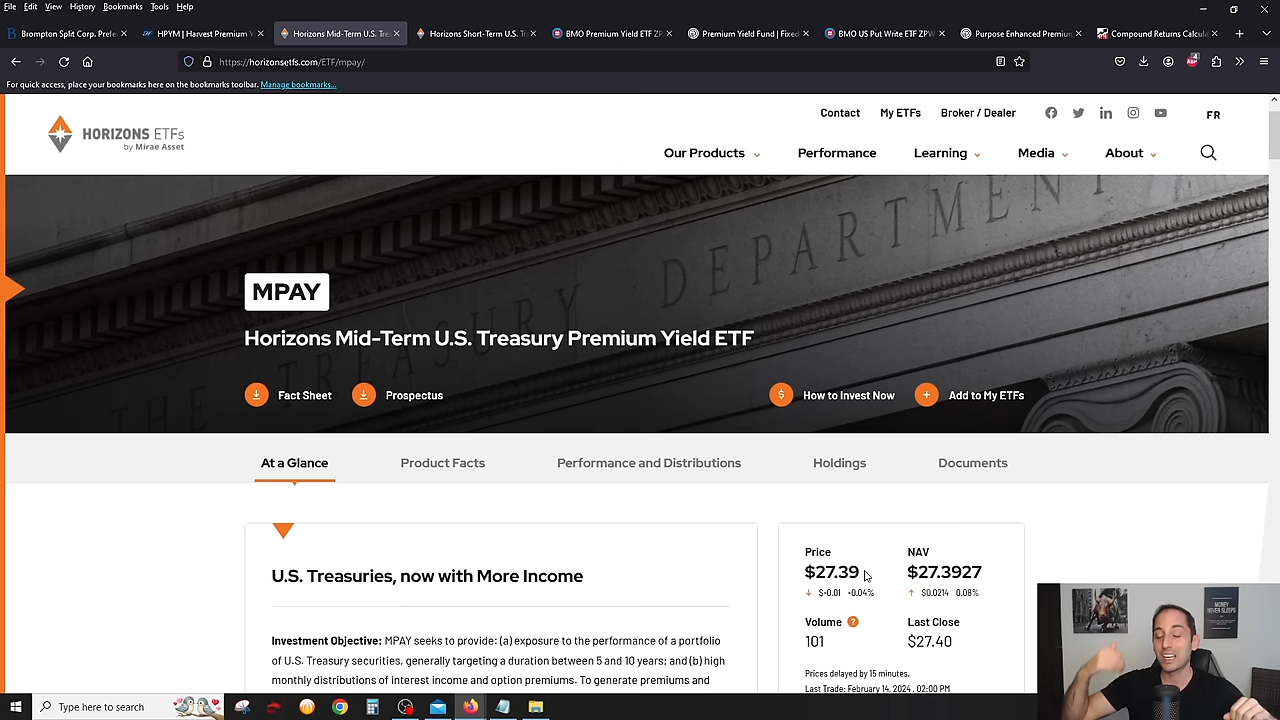 File Edit View History Bookmarks Tools Help
Brompton Split Corp. Prefe
HPYM | Harvest Premium Y
Horizons Mid-Term U.S. Trea
Horizons Short-Term U.S. Tr
BMO Premium Yield ETF ZP
Premium Yield Fund | Fixed
BMO US Put Write ETF ZPW
Purpose Enhanced Premium
Compound Returns Calcula
https://horizonsetfs.com/ETF/mpay/
For quick access, place your bookmarks here on the bookmarks toolbar. Manage bookmarks...
Contact My ETFs Broker / Dealer FR
HORIZONS ETFs
by Mirae Asset
Our Products Performance Learning Media About
THE TREASURY DEPARTMENT
MPAY
Horizons Mid-Term U.S. Treasury Premium Yield ETF
Fact Sheet Prospectus $ How to Invest Now + Add to My ETFs
At a Glance Product Facts Performance and Distributions Holdings Documents
U.S. Treasuries, now with More Income
Investment Objective: MPAY seeks to provide: (a) exposure to the performance of a portfolio
of U.S. Treasury securities, generally targeting a duration between 5 and 10 years; and (b) high
monthly distributions of interest income and option premiums. To generate premiums and
Price NAV
$27.39 $27.3927
$-0.01 -0.04% $0.0214 0.08%
Volume ? Last Close
101 $27.40
Prices delayed by 15 minutes.
Last Trade: February 14, 2024 , 02:00 PM
MONEY
NEVER SLEEPS
Type here to search